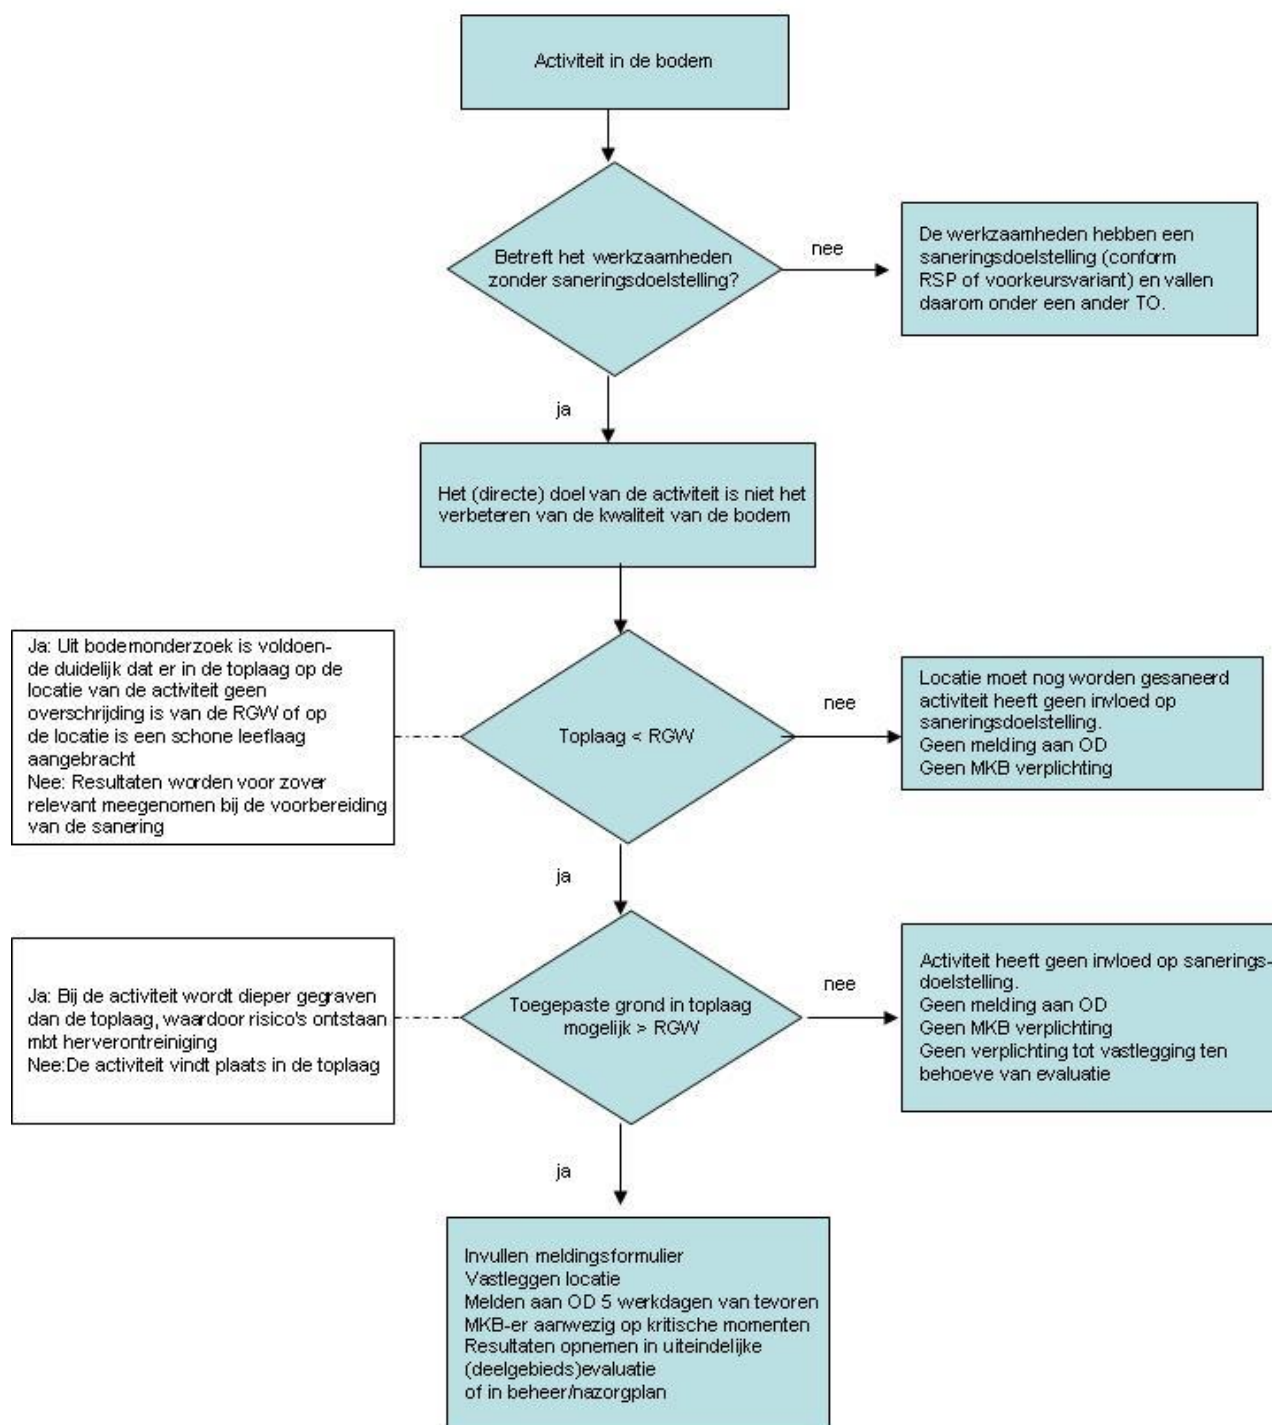 Activiteit in de bodem
Betreft het werkzaamheden
zonder saneringsdoelstelling?
nee
De werkzaamheden hebben een
saneringsdoelstelling (conform
RSP of voorkeursvariant) en vallen
daarom onder een ander TO.
ja
Het (directe) doel van de activiteit is niet het
verbeteren van de kwaliteit van de bodem
Ja: Uit bodemonderzoek is voldoen-
de duidelijk dat er in de toplaag op de
locatie van de activiteit geen
overschrijding is van de RGW of op
de locatie is een schone leeflaag
aangebracht
Nee: Resultaten worden voor zover
relevant meegenomen bij de voorbereiding
van de sanering
Toplaag < RGW
nee
Locatie moet nog worden gesaneerd
activiteit heeft geen invloed op
saneringsdoelstelling.
Geen melding aan OD
Geen MKB verplichting
ja
Ja: Bij de activiteit wordt dieper gegraven
dan de toplaag, waardoor risico's ontstaan
mbt herverontreiniging
Nee:De activiteit vindt plaats in de toplaag
Toegepaste grond in toplaag
mogelijk > RGW
nee
Activiteit heeft geen invloed op sanerings-
doelstelling.
Geen melding aan OD
Geen MKB verplichting
Geen verplichting tot vastlegging ten
behoeve van evaluatie
ja
Invullen meldingsformulier
Vastleggen locatie
Melden aan OD 5 werkdagen van tevoren
MKB-er aanwezig op kritische momenten
Resultaten opnemen in uiteindelijke
(deelgebieds)evaluatie
of in beheer/nazorgplan